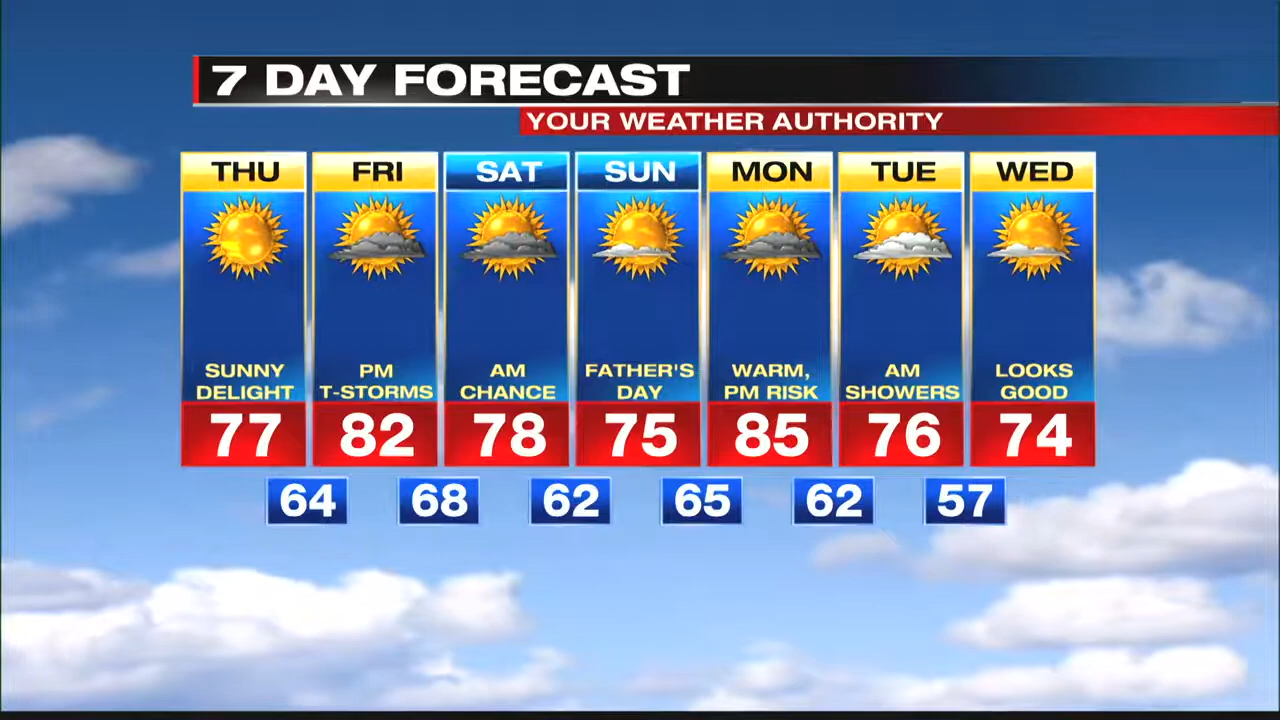 7 DAY FORECAST
YOUR WEATHER AUTHORITY
THU FRI SAT SUN MON TUE WED
SUNNY PM AM FATHER'S WARM, AM LOOKS
DELIGHT T-STORMS CHANCE DAY PM RISK SHOWERS GOOD
77 82 78 75 85 76 74
64 68 62 65 62 57